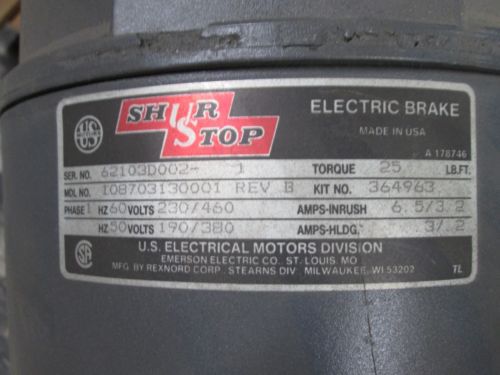 US
SHUR STOP
ELECTRIC BRAKE
MADE IN USA
A 178746
SER. NO. 62103D002- 1 TORQUE 25 LB.FT.
MDL NO. 108703130001 REV B KIT NO. 364963
PHASE 1 HZ 60 VOLTS 230/460 AMPS-INRUSH 6.5/3.2
HZ 50 VOLTS 190/380 AMPS-HLDG. .3/.2
U.S. ELECTRICAL MOTORS DIVISION
EMERSON ELECTRIC CO. ST. LOUIS, MO.
MFG. BY REXNORD CORP. STEARNS DIV. MILWAUKEE, WI 53202 TL